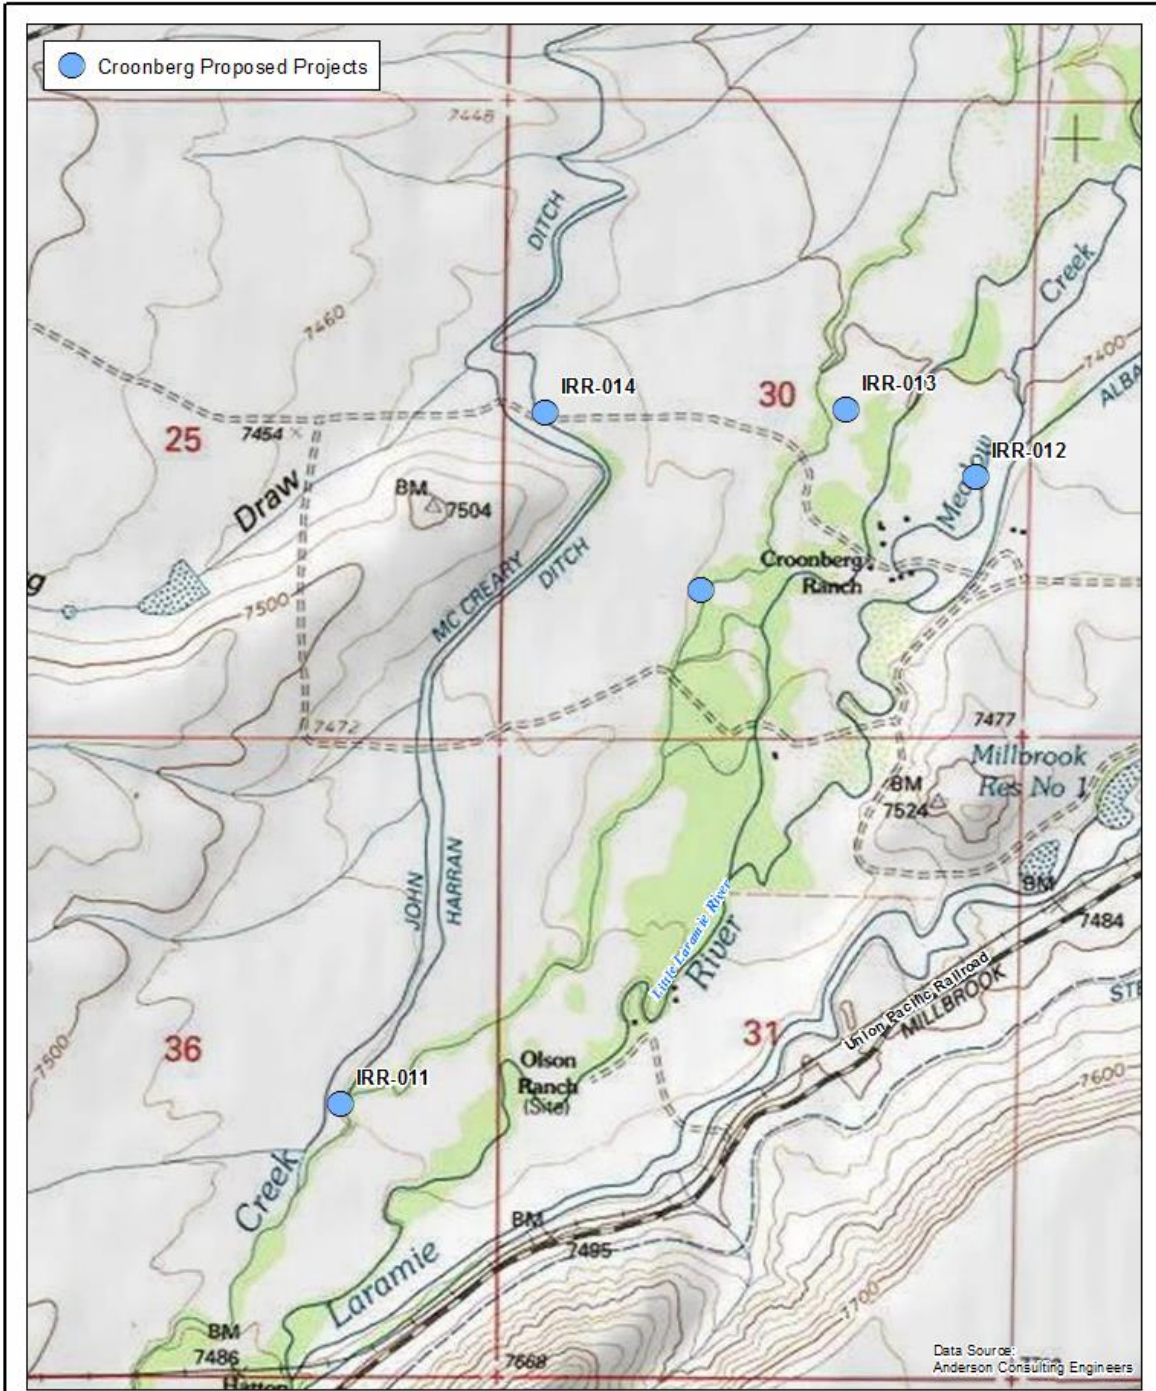 Croonberg Proposed Projects
7448
DITCH
Creek
7460
7400
ALBA
IRR-014
30
IRR-013
25
7454
IRR-012
Meadow
Draw
BM
7504
g
7500
MC CREARY
DITCH
Croonberg
Ranch
7472
7477
Millbrook
Res No 1
BM
7524
JOHN
HARRAN
BM
7484
Little Laramie River
River
Union Pacific Railroad
MILLBROOK
STE
36
7500
31
Olson
Ranch
(Site)
IRR-011
7600
Creek
BM
7495
Laramie
7700
BM
7486
7668
Hatton
Data Source:
Anderson Consulting Engineers